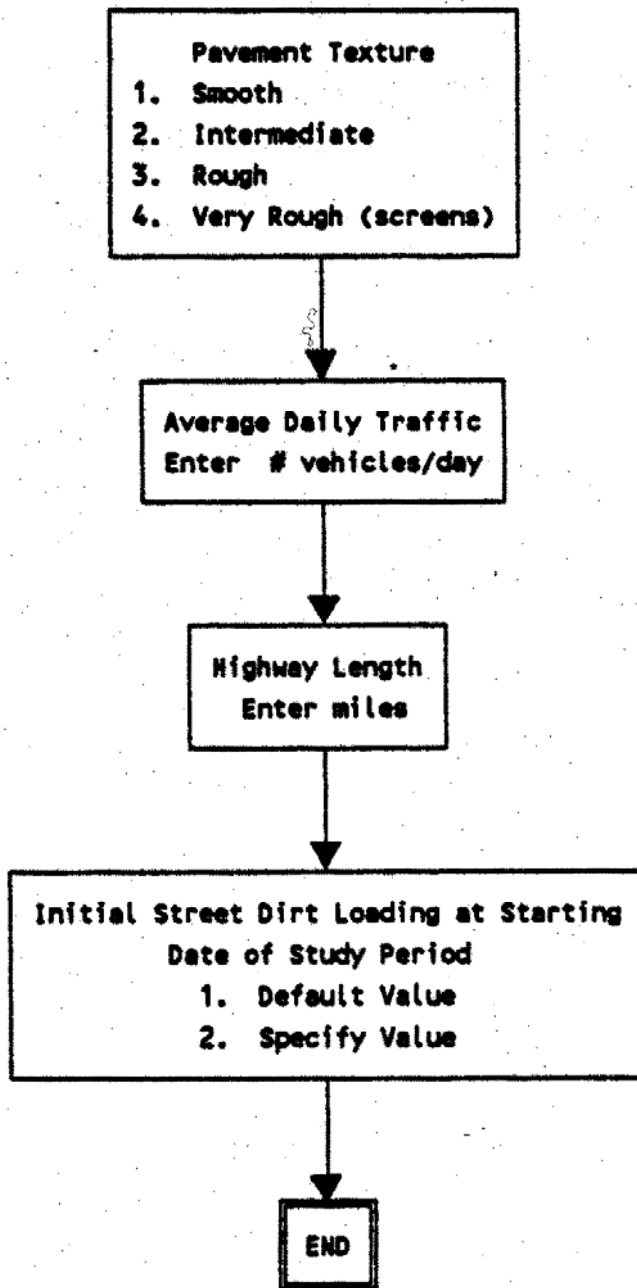 Pavement Texture
1. Smooth
2. Intermediate
3. Rough
4. Very Rough (screens)
Average Daily Traffic
Enter # vehicles/day
Highway Length
Enter miles
Initial Street Dirt Loading at Starting
Date of Study Period
1. Default Value
2. Specify Value
END